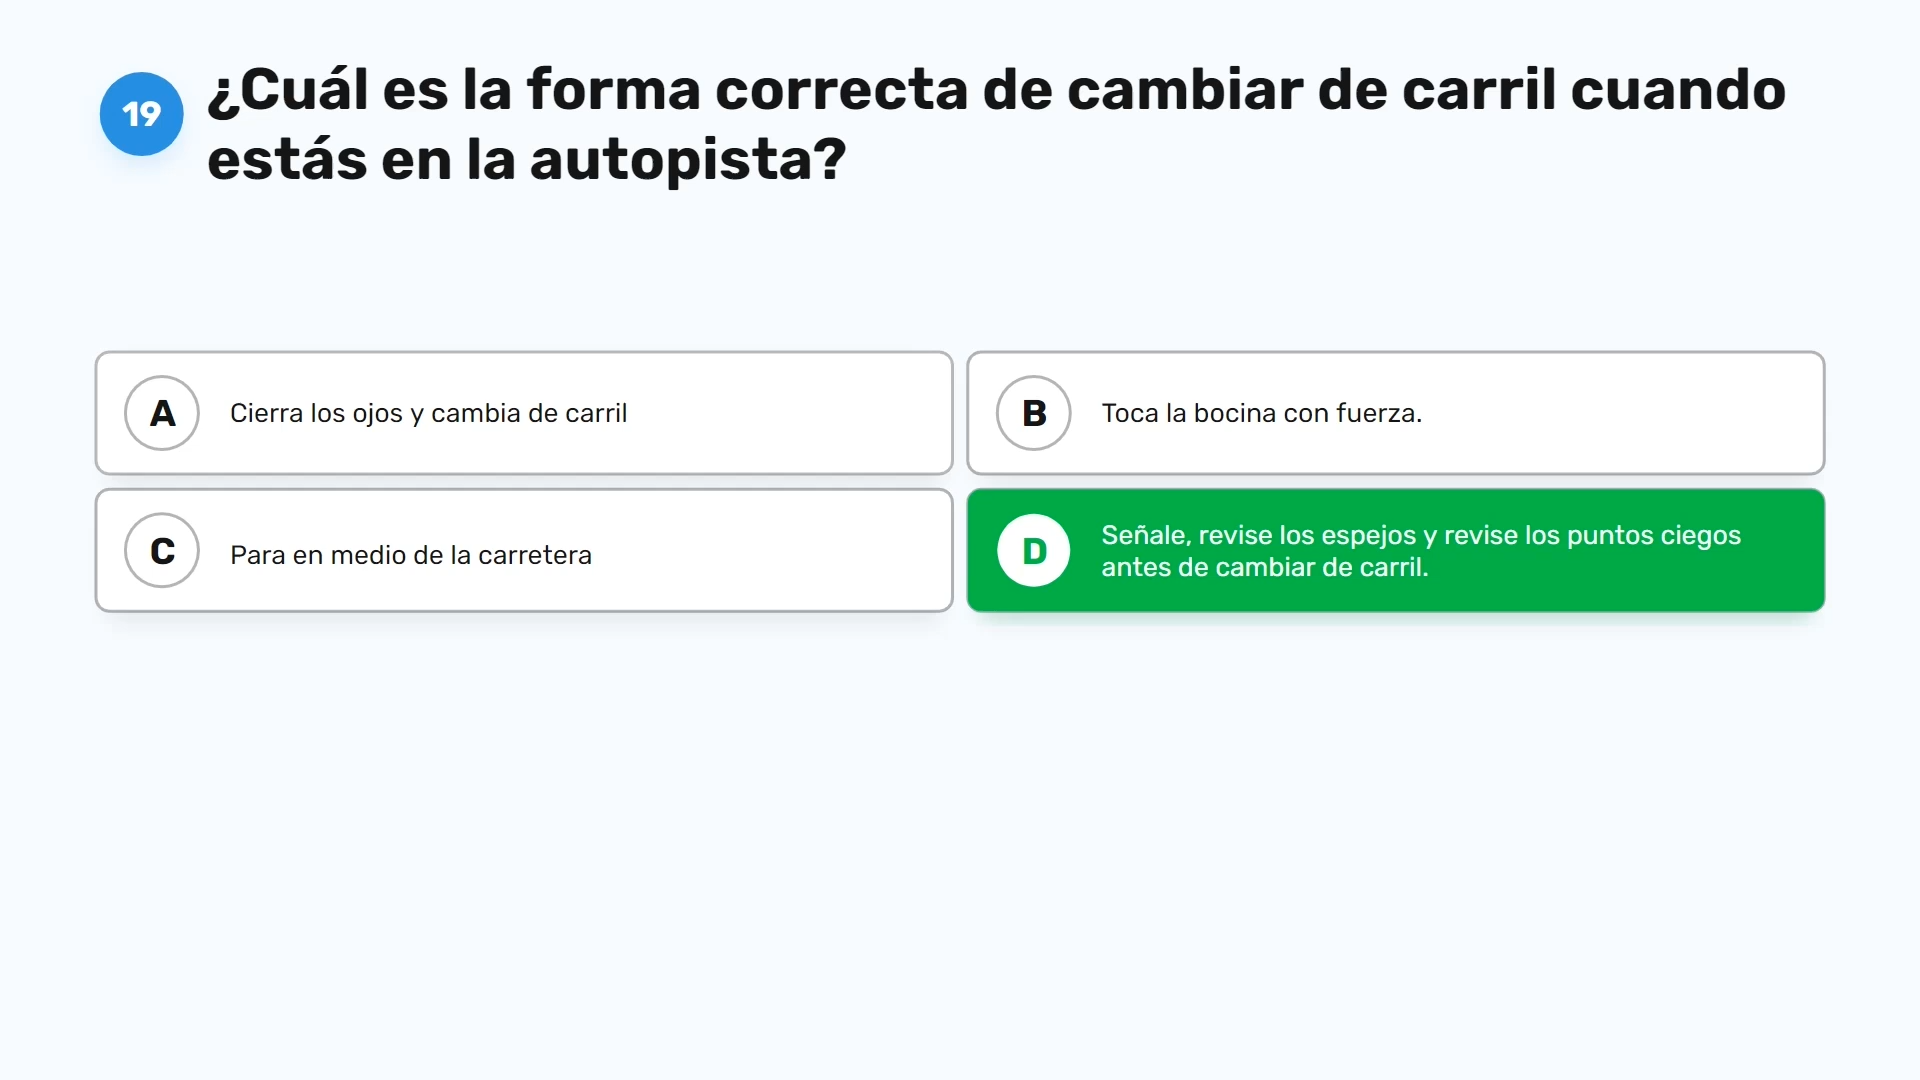 19
¿Cuál es la forma correcta de cambiar de carril cuando
estás en la autopista?
A
Cierra los ojos y cambia de carril
B
Toca la bocina con fuerza.
C
Para en medio de la carretera
D
Señale, revise los espejos y revise los puntos ciegos
antes de cambiar de carril.